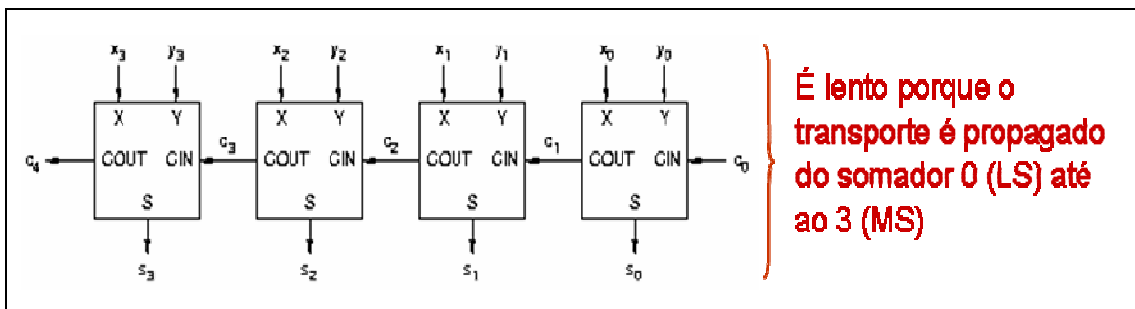 x3 y3 x2 y2 x1 y1 x0 y0
X Y X Y X Y X Y
c4 COUT CIN c3 COUT CIN c2 COUT CIN c1 COUT CIN c0
S S S S
s3 s2 s1 s0
É lento porque o
transporte é propagado
do somador 0 (LS) até
ao 3 (MS)